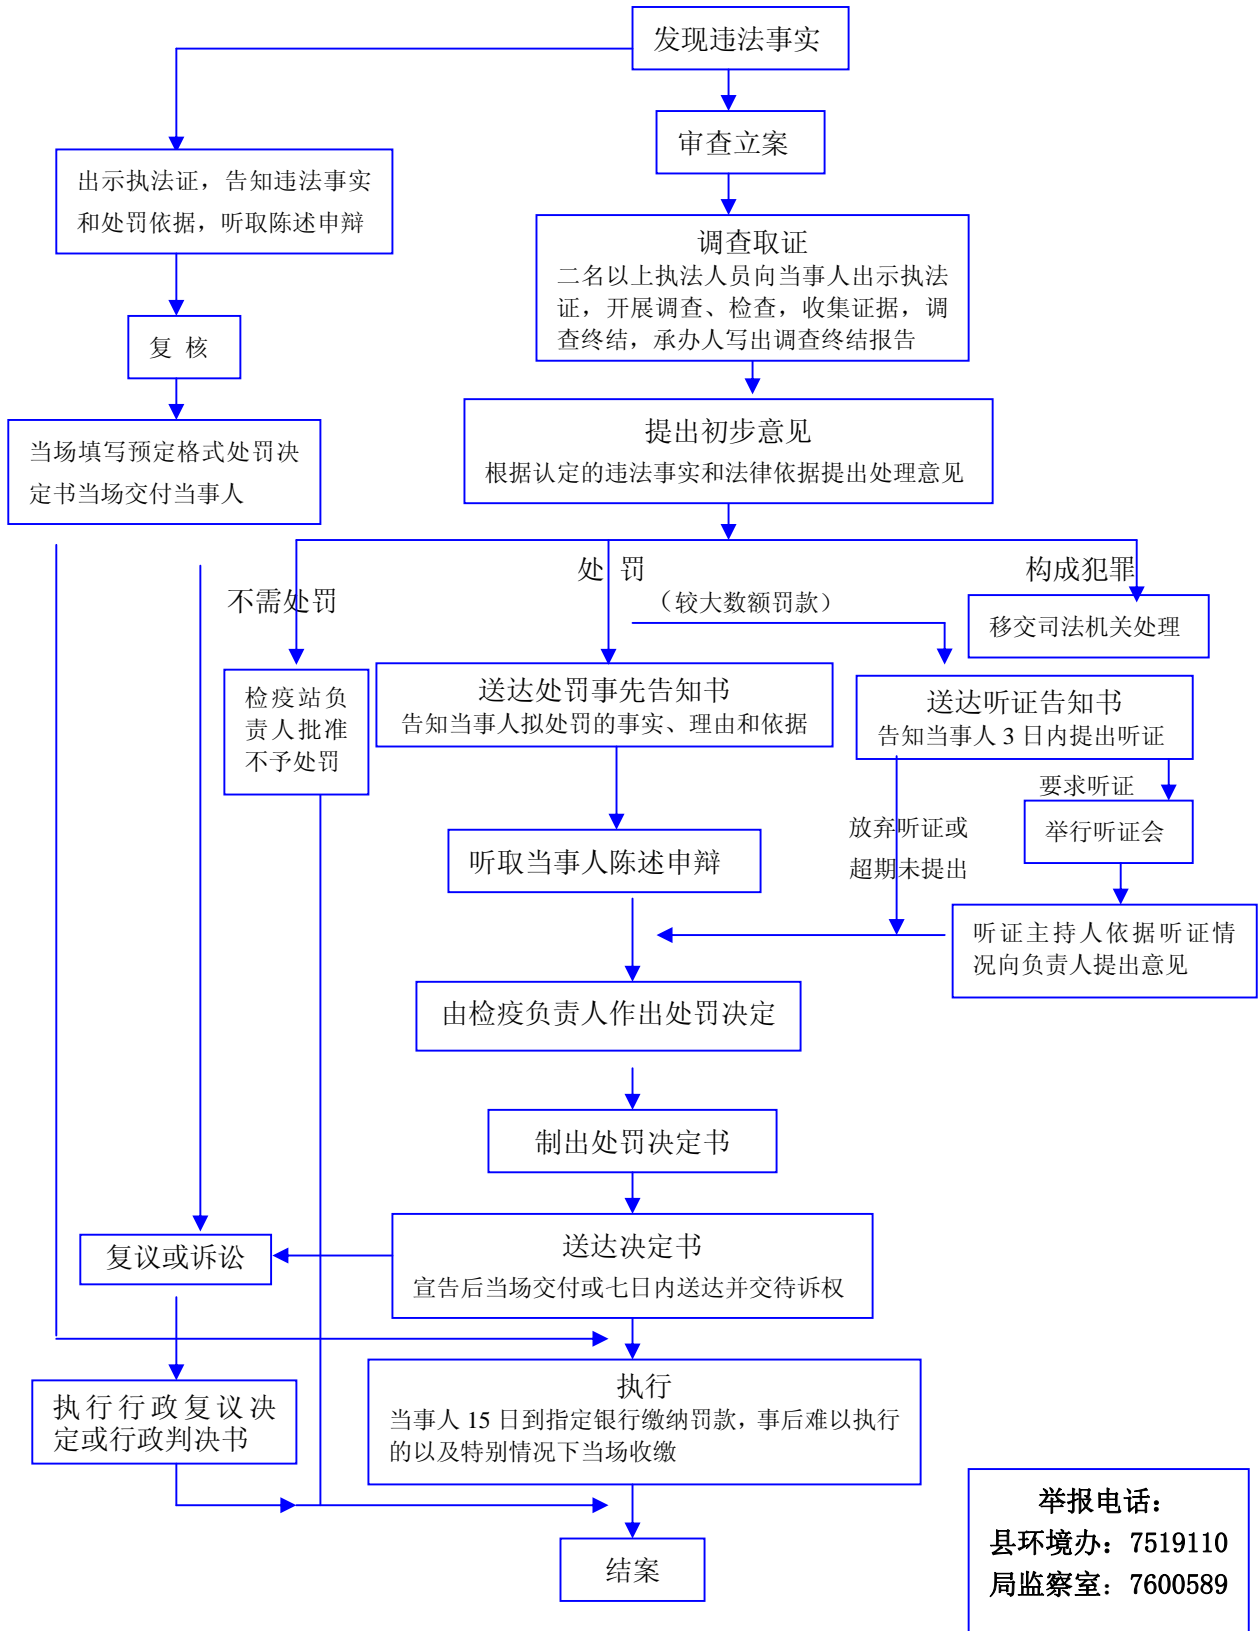 发现违法事实
审查立案
出示执法证，告知违法事实
和处罚依据，听取陈述申辩
调查取证
二名以上执法人员向当事人出示执法
证，开展调查、检查，收集证据，调
查终结，承办人写出调查终结报告
复 核
当场填写预定格式处罚决
定书当场交付当事人
提出初步意见
根据认定的违法事实和法律依据提出处理意见
不需处罚
处 罚
（较大数额罚款）
构成犯罪
移交司法机关处理
检疫站负
责人批准
不予处罚
送达处罚事先告知书
告知当事人拟处罚的事实、理由和依据
送达听证告知书
告知当事人 3 日内提出听证
要求听证
放弃听证或
超期未提出
举行听证会
听取当事人陈述申辩
听证主持人依据听证情
况向负责人提出意见
由检疫负责人作出处罚决定
制出处罚决定书
复议或诉讼
送达决定书
宣告后当场交付或七日内送达并交待诉权
执行行政复议决
定或行政判决书
执行
当事人 15 日到指定银行缴纳罚款，事后难以执行
的以及特别情况下当场收缴
结案
举报电话：
县环境办：7519110
局监察室：7600589